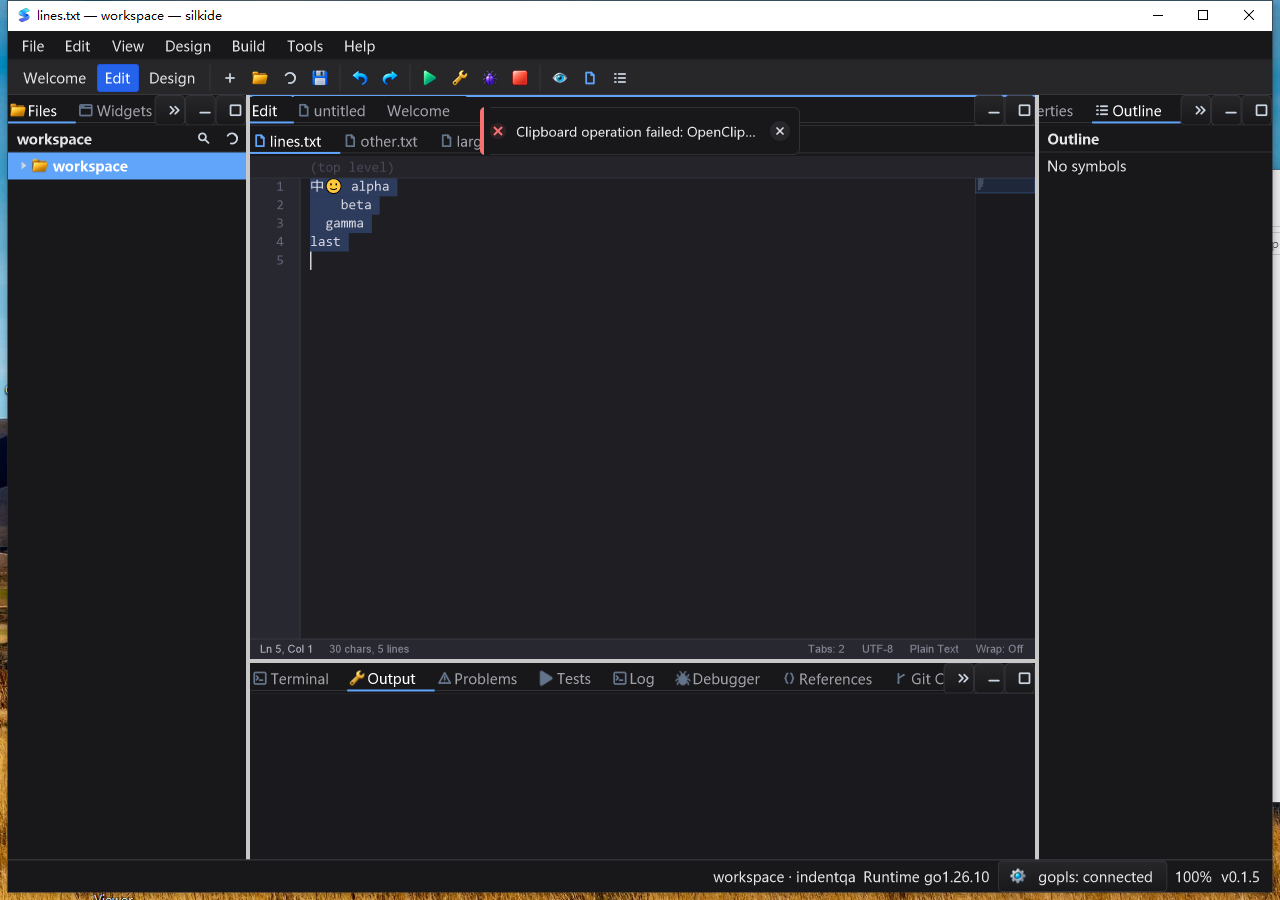 lines.txt — workspace — silkide
File Edit View Design Build Tools Help
Welcome Edit Design
Files Widgets
workspace
workspace
Edit untitled Welcome
lines.txt other.txt larg
Clipboard operation failed: OpenClip...
(top level)
1 中🙂 alpha
2 beta
3 gamma
4 last
5
Ln 5, Col 1 30 chars, 5 lines Tabs: 2 UTF-8 Plain Text Wrap: Off
Terminal Output Problems Tests Log Debugger References Git C
erties Outline
Outline
No symbols
workspace · indentqa Runtime go1.26.10 gopls: connected 100% v0.1.5
Viewer